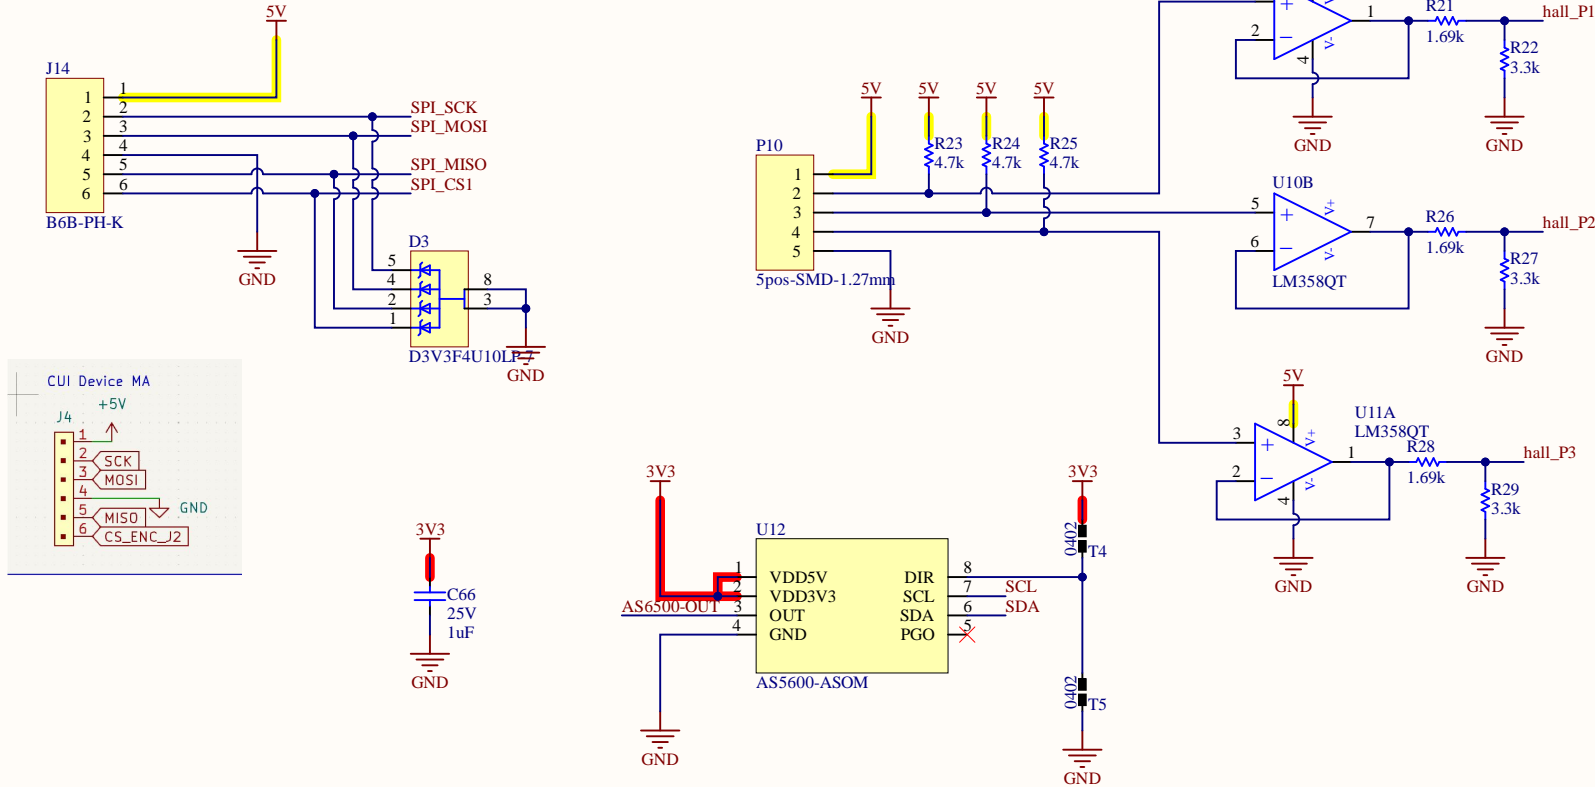 5V
J14
1
1
2
2
3
3
4
4
5
5
6
6
B6B-PH-K
SPI_SCK
SPI_MOSI
SPI_MISO
SPI_CS1
GND
D3
5
4
2
1
8
3
D3V3F4U10LP-7
GND
CUI Device MA
+5V
J4
1
2
3
4
5
6
SCK
MOSI
GND
MISO
CS_ENC_J2
3V3
C66
25V
1uF
GND
5V
5V
5V
5V
P10
R23
4.7k
R24
4.7k
R25
4.7k
1
2
3
4
5
5pos-SMD-1.27mm
GND
+
2
−
4
V-
1
R21
1.69k
hall_P1
R22
3.3k
GND
GND
U10B
5
+
6
−
V+
V-
7
LM358QT
R26
1.69k
hall_P2
R27
3.3k
GND
5V
8
U11A
LM358QT
3
+
2
−
4
V+
V-
1
R28
1.69k
hall_P3
R29
3.3k
GND
GND
3V3
U12
1
2
3
4
VDD5V
VDD3V3
OUT
GND
AS6500-OUT
DIR
SCL
SDA
PGO
8
7
6
5
SCL
SDA
AS5600-ASOM
GND
3V3
0402
T4
0402
T5
GND